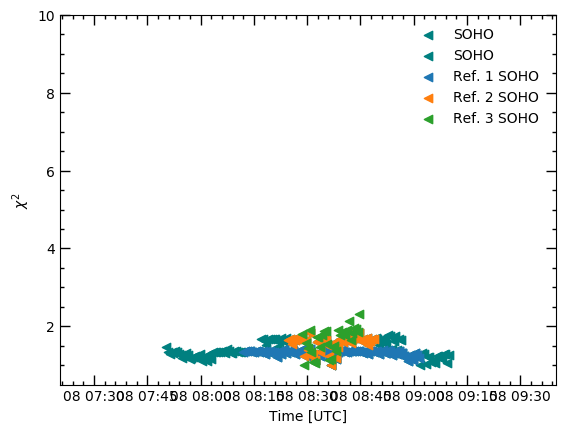 10
8
6
4
2
χ²
SOHO
SOHO
Ref. 1 SOHO
Ref. 2 SOHO
Ref. 3 SOHO
08 07:30 08 07:45 08 08:00 08 08:15 08 08:30 08 08:45 08 09:00 08 09:15 08 09:30
Time [UTC]